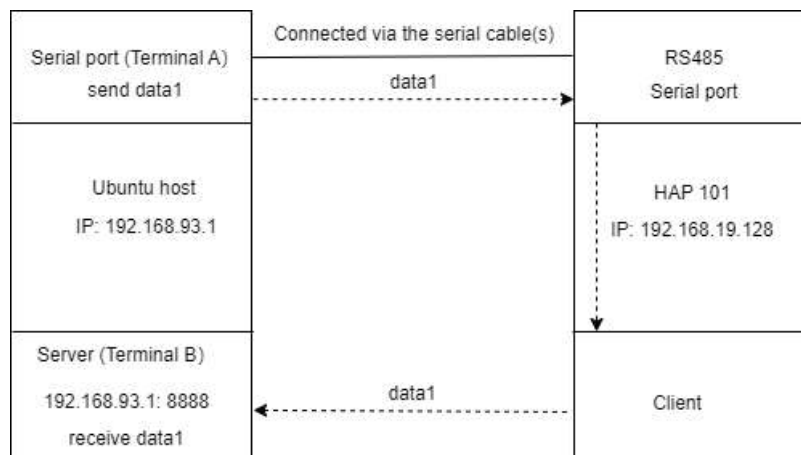 Serial port (Terminal A)
send data1
Connected via the serial cable(s)
data1
RS485
Serial port
Ubuntu host
IP: 192.168.93.1
HAP 101
IP: 192.168.19.128
Server (Terminal B)
192.168.93.1: 8888
receive data1
data1
Client